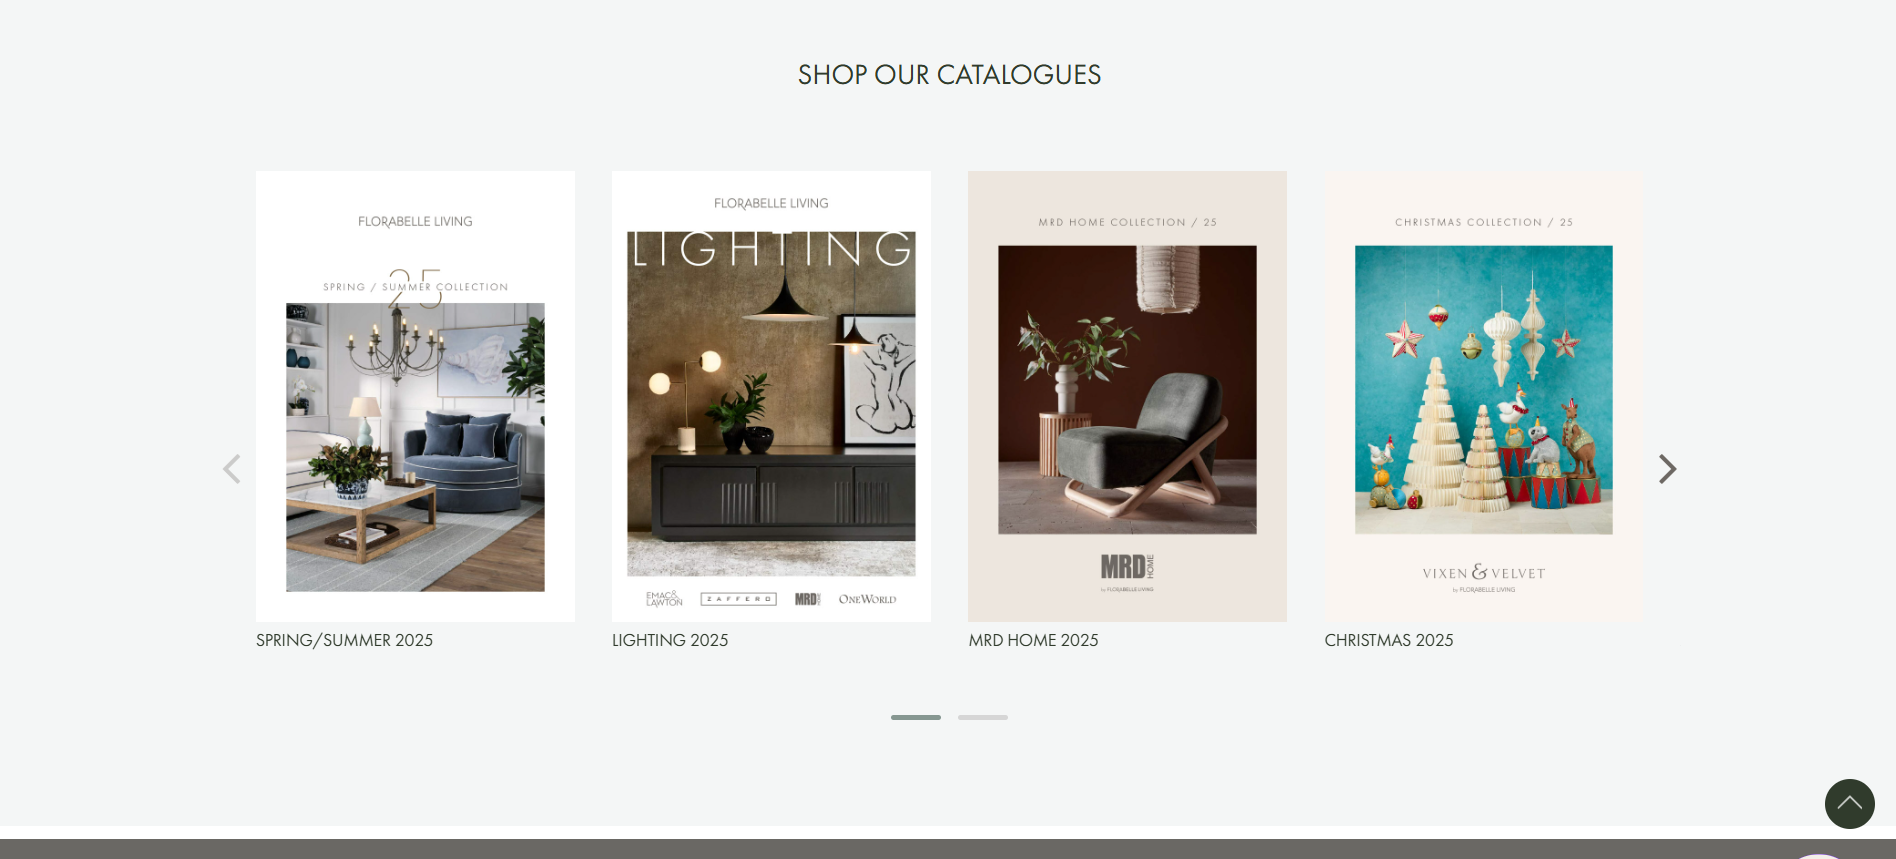 SHOP OUR CATALOGUES
FLORABELLE LIVING
25
SPRING / SUMMER COLLECTION
SPRING/SUMMER 2025
FLORABELLE LIVING
LIGHTING
EMAC& LAWTON
ZAFFERO
MRD HOME
ONEWORLD
LIGHTING 2025
MRD HOME COLLECTION / 25
MRD HOME
by FLORABELLE LIVING
MRD HOME 2025
CHRISTMAS COLLECTION / 25
VIXEN & VELVET
by FLORABELLE LIVING
CHRISTMAS 2025